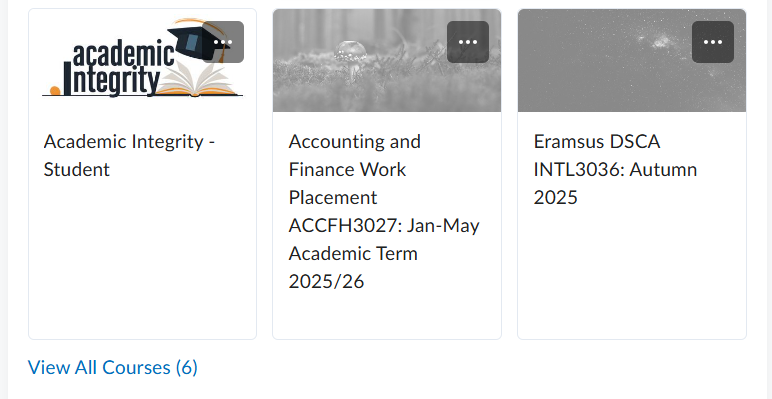 academic
Integrity
Academic Integrity -
Student
Accounting and
Finance Work
Placement
ACCFH3027: Jan-May
Academic Term
2025/26
Eramsus DSCA
INTL3036: Autumn
2025
View All Courses (6)